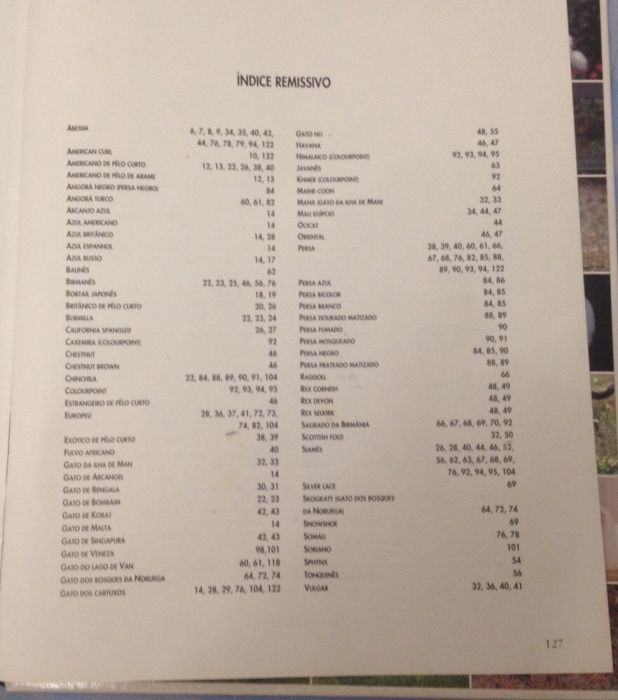 ÍNDICE REMISSIVO
ABEXIM 6, 7, 8, 9, 34, 35, 40, 42,
44, 76, 78, 79, 94, 122
AMERICAN CURL 10, 122
AMERICANO DE PÊLO CURTO 12, 13, 22, 26, 38, 40
AMERICANO DE PÊLO DE ARAME 12, 13
ANGORÁ NEGRO (PERSA NEGRO) 84
ANGORÁ TURCO 60, 61, 82
ARCANJO AZUL 14
AZUL AMERICANO 14
AZUL BRITÂNICO 14, 28
AZUL ESPANHOL 14
AZUL RUSSO 14, 17
BALINÊS 62
BIRMANÊS 22, 23, 25, 46, 56, 76
BOBTAIL JAPONÊS 18, 19
BRITÂNICO DE PÊLO CURTO 20, 26
BURMILLA 22, 23, 24
CALIFORNIA SPANGLED 26, 27
CAXEMIRA (COLOURPOINT) 92
CHESTNUT 46
CHESTNUT BROWN 46
CHINCHILA 22, 84, 88, 89, 90, 91, 104
COLOURPOINT 92, 93, 94, 95
ESTRANGEIRO DE PÊLO CURTO 46
EUROPEU 28, 36, 37, 41, 72, 73,
74, 82, 104
EXÓTICO DE PÊLO CURTO 38, 39
FULVO AFRICANO 40
GATO DA ILHA DE MAN 32, 33
GATO DE ARCANGEL 14
GATO DE BENGALA 30, 31
GATO DE BOMBAIM 22, 23
GATO DE KORAT 42, 43
GATO DE MALTA 14
GATO DE SINGAPURA 42, 43
GATO DE VENEZA 98,101
GATO DO LAGO DE VAN 60, 61, 118
GATO DOS BOSQUES DA NORUEGA 64, 72, 74
GATO DOS CARTUXOS 14, 28, 29, 76, 104, 122
GATO NU 48, 55
HAVANA 46, 47
HIMALAICO (COLOURPOINT) 92, 93, 94, 95
JAVANÊS 63
KHMER (COLOURPOINT) 92
MAINE-COON 64
MANX (GATO DA ILHA DE MAN) 32, 33
MAU EGÍPCIO 34, 44, 47
OCICAT 44
ORIENTAL 46, 47
PERSA 38, 39, 40, 60, 61, 66,
67, 68, 76, 82, 85, 88,
89, 90, 93, 94, 122
PERSA AZUL 84, 86
PERSA BICOLOR 84, 85
PERSA BRANCO 84, 85
PERSA DOURADO MATIZADO 88, 89
PERSA FUMADO 90
PERSA MOSQUEADO 90, 91
PERSA NEGRO 84, 85, 90
PERSA PRATEADO MATIZADO 88, 89
RAGDOLL 66
REX CORNISH 48, 49
REX DEVON 48, 49
REX SELKIRK 48, 49
SAGRADO DA BIRMÂNIA 66, 67, 68, 69, 70, 92
SCOTTISH FOLD 32, 50
SIAMÊS 26, 28, 40, 44, 46, 52,
56, 62, 63, 67, 68, 69,
76, 92, 94, 95, 104
SILVER LACE 69
SKOGKATT (GATO DOS BOSQUES
DA NORUEGA) 64, 72, 74
SNOWSHOE 69
SOMALI 76, 78
SORIANO 101
SPHYNX 54
TONQUINÊS 56
VULGAR 32, 36, 40, 41
127